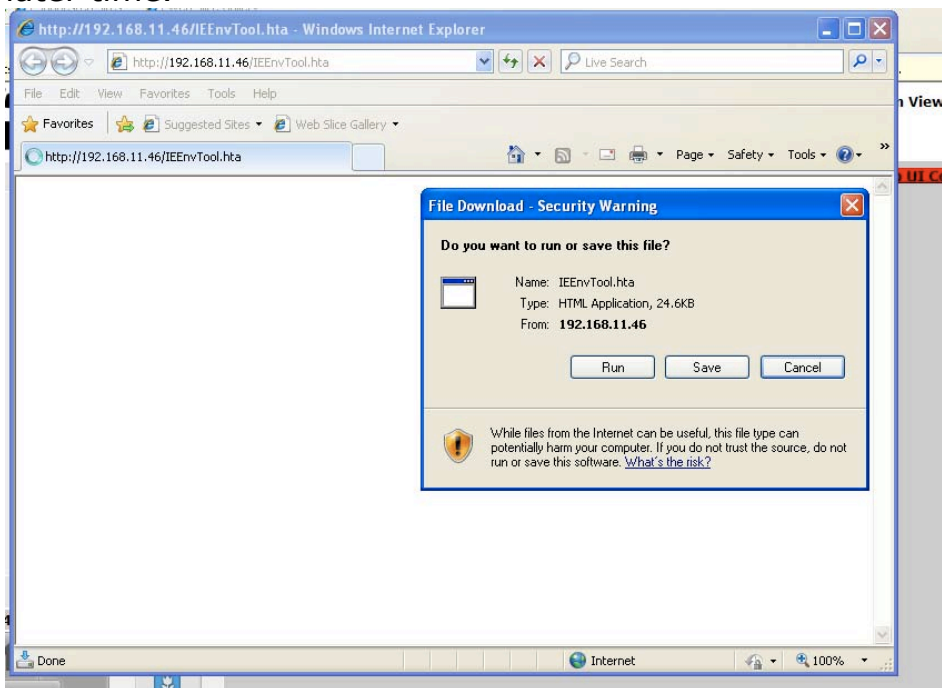 http://192.168.11.46/IEEnvTool.hta - Windows Internet Explorer
http://192.168.11.46/IEEnvTool.hta
Live Search
File Edit View Favorites Tools Help
n View
Favorites Suggested Sites Web Slice Gallery
http://192.168.11.46/IEEnvTool.hta Page Safety Tools »
File Download - Security Warning
Do you want to run or save this file?
Name: IEEnvTool.hta
Type: HTML Application, 24.6KB
From: 192.168.11.46
Run Save Cancel
While files from the Internet can be useful, this file type can
potentially harm your computer. If you do not trust the source, do not
run or save this software. What's the risk?
Done Internet 100%